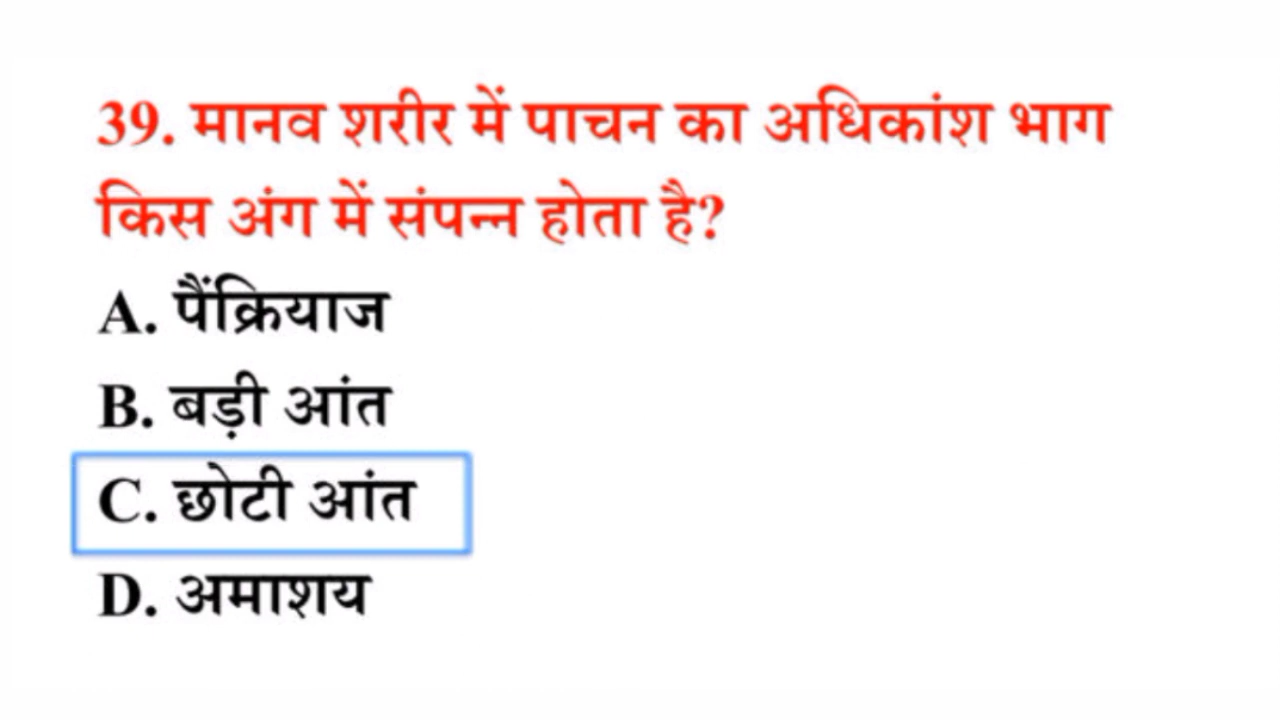 39. मानव शरीर में पाचन का अधिकांश भाग
किस अंग में संपन्न होता है?
A. पैंक्रियाज
B. बड़ी आंत
C. छोटी आंत
D. अमाशय